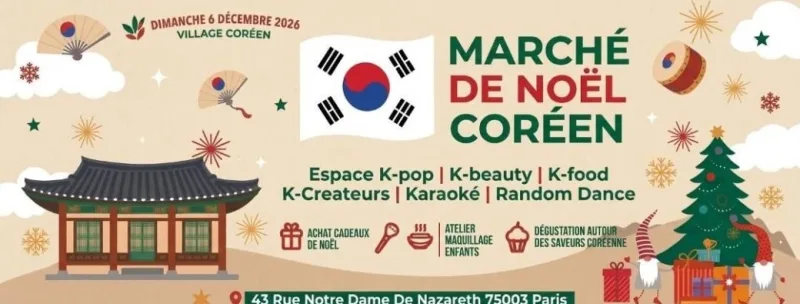 DIMANCHE 6 DÉCEMBRE 2026
VILLAGE CORÉEN
MARCHÉ
DE NOËL
CORÉEN
Espace K-pop | K-beauty | K-food
K-Createurs | Karaoké | Random Dance
ACHAT CADEAUX
DE NOËL
ATELIER
MAQUILLAGE
ENFANTS
DÉGUSTATION AUTOUR
DES SAVEURS CORÉENNE
43 Rue Notre Dame De Nazareth 75003 Paris